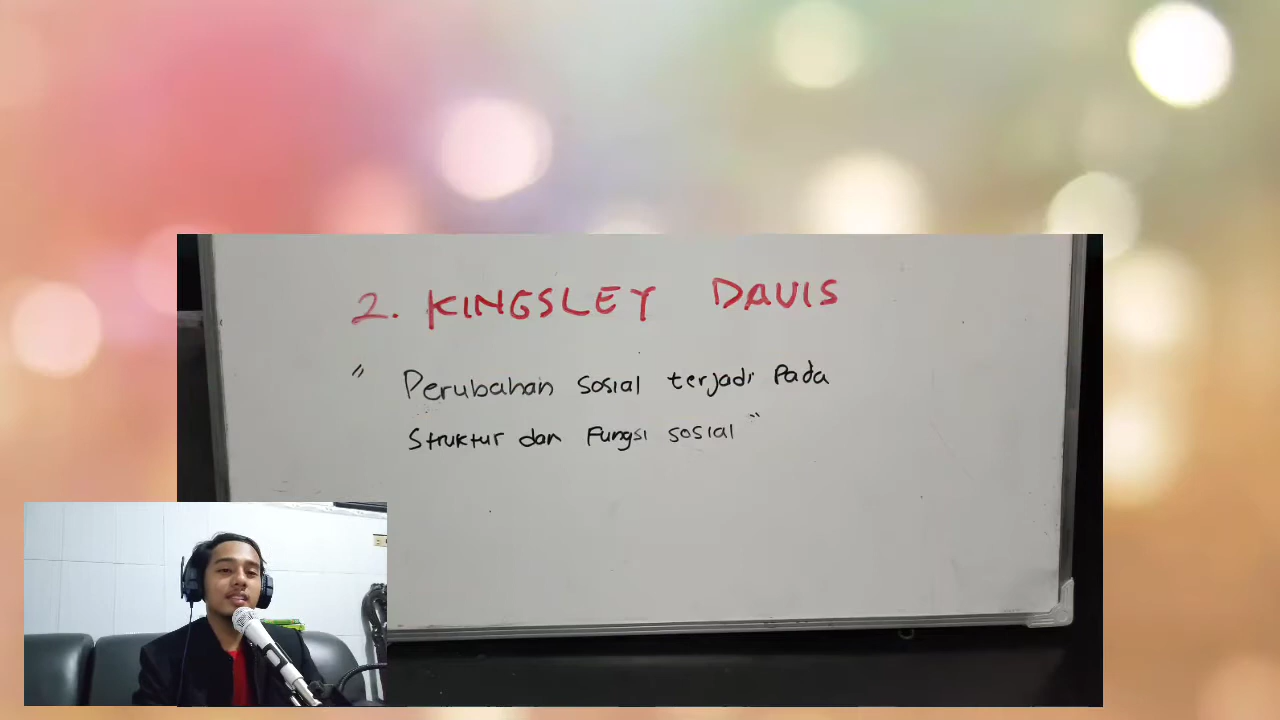 2. KINGSLEY DAVIS
" Perubahan sosial terjadi Pada
Struktur dan Fungsi sosial "